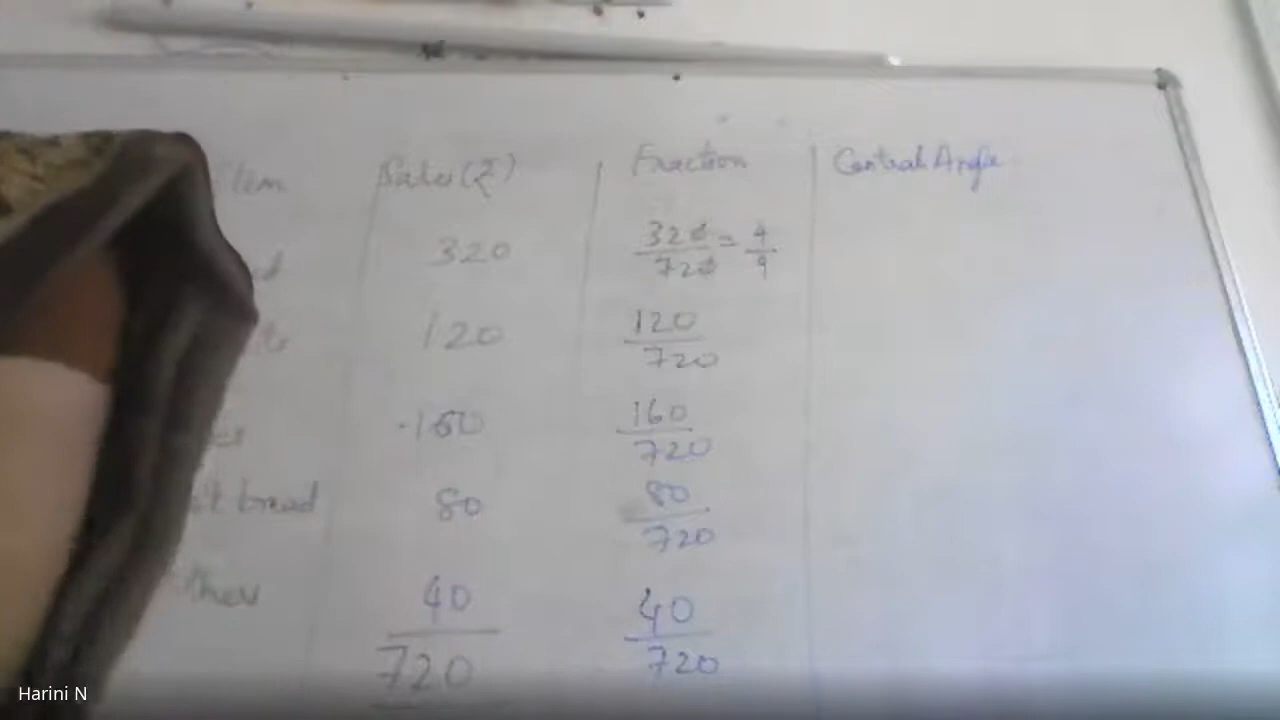 Sales (₹) Fraction Central Angle
320 320/720 = 4/9
120 120/720
160 160/720
bread 80 80/720
40 40/720
720
Harini N